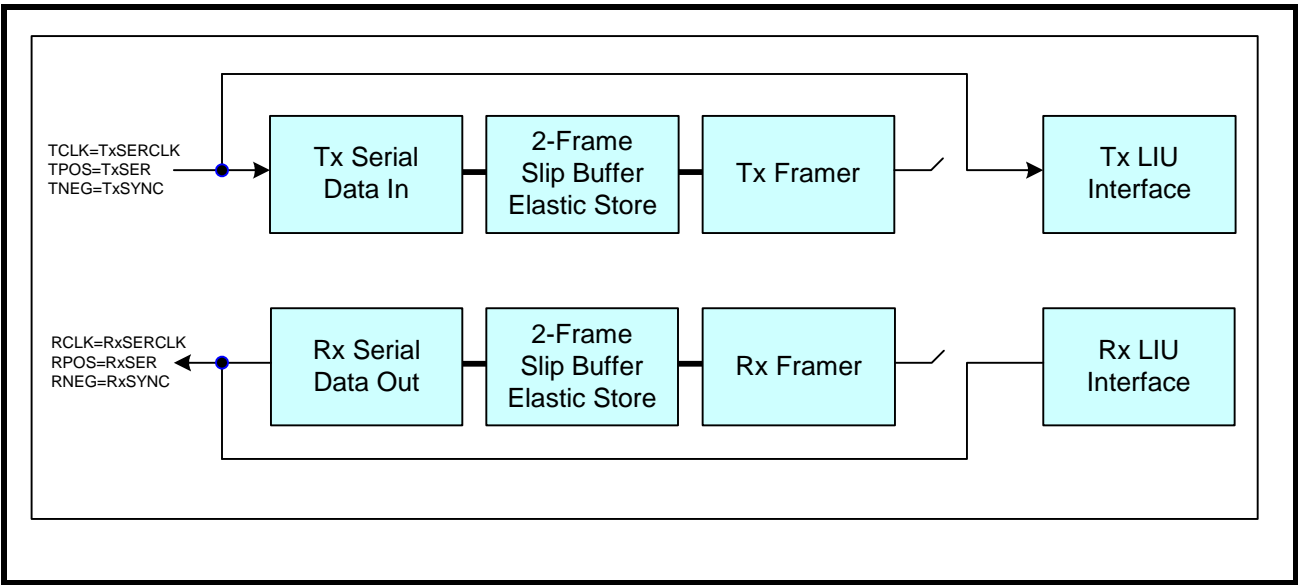 TCLK=TxSERCLK
TPOS=TxSER
TNEG=TxSYNC
Tx Serial
Data In
2-Frame
Slip Buffer
Elastic Store
Tx Framer
Tx LIU
Interface
RCLK=RxSERCLK
RPOS=RxSER
RNEG=RxSYNC
Rx Serial
Data Out
2-Frame
Slip Buffer
Elastic Store
Rx Framer
Rx LIU
Interface